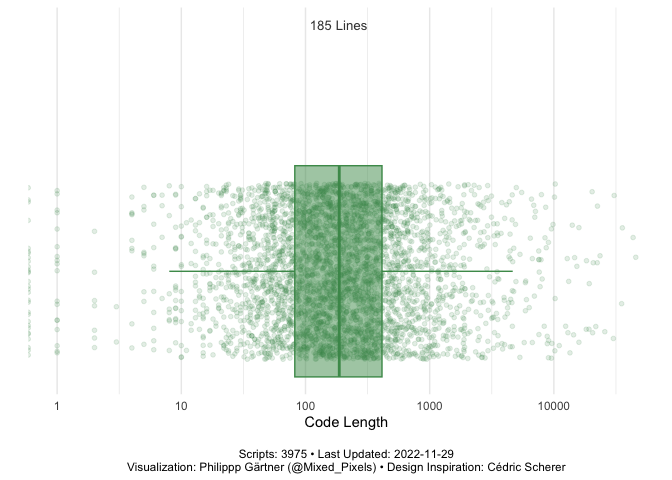 185 Lines
1 10 100 1000 10000
Code Length
Scripts: 3975 • Last Updated: 2022-11-29
Visualization: Philippp Gärtner (@Mixed_Pixels) • Design Inspiration: Cédric Scherer